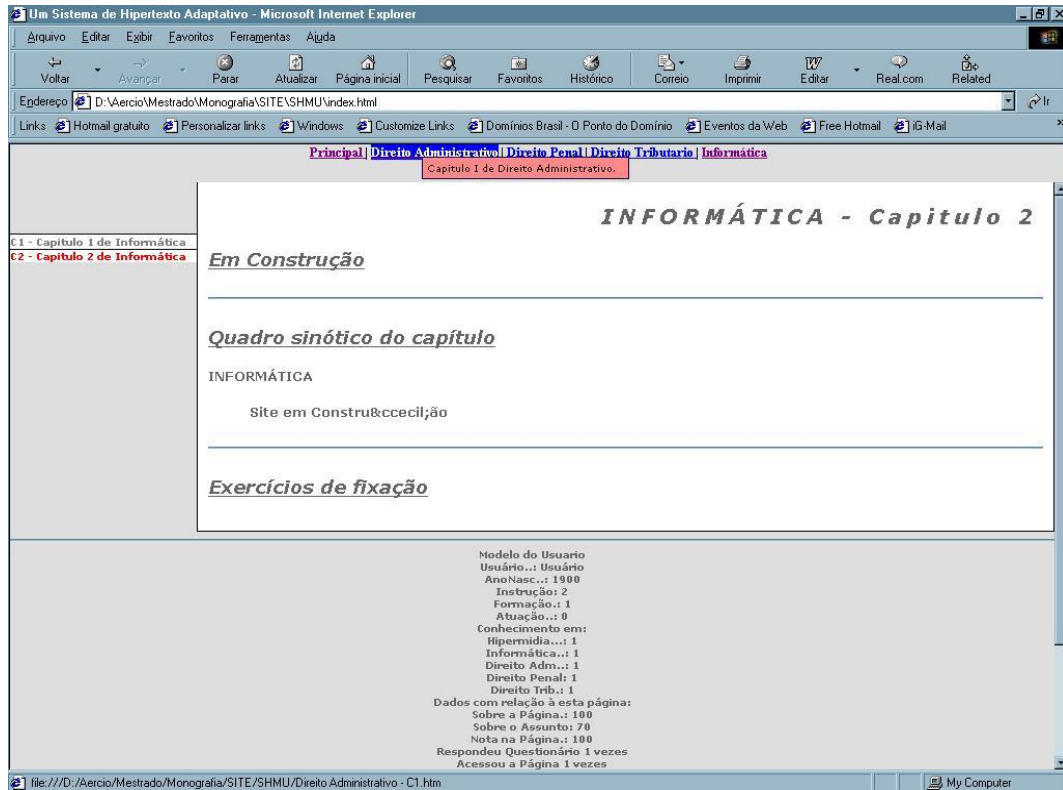 Um Sistema de Hipertexto Adaptativo - Microsoft Internet Explorer
Arquivo Editar Exibir Favoritos Ferramentas Ajuda
Voltar Avançar Parar Atualizar Página inicial Pesquisar Favoritos Histórico Correio Imprimir Editar Real.com Related
Endereço D:\Aercio\Mestrado\Monografia\SITE\SHMU\index.html Ir
Links Hotmail gratuito Personalizar links Windows Customize Links Domínios Brasil - O Ponto do Domínio Eventos da Web Free Hotmail iG-Mail »
Principal | Direito Administrativo | Direito Penal | Direito Tributario | Informática
Capitulo I de Direito Administrativo.
INFORMÁTICA - Capitulo 2
C1 - Capitulo 1 de Informática
C2 - Capitulo 2 de Informática
Em Construção
Quadro sinótico do capítulo
INFORMÁTICA
Site em Constru&ccecil;ão
Exercícios de fixação
Modelo do Usuario
Usuário..: Usuário
AnoNasc..: 1900
Instrução: 2
Formação.: 1
Atuação..: 0
Conhecimento em:
Hipermidia...: 1
Informática..: 1
Direito Adm..: 1
Direito Penal: 1
Direito Trib.: 1
Dados com relação à esta página:
Sobre a Página.: 100
Sobre o Assunto: 70
Nota na Página.: 100
Respondeu Questionário 1 vezes
Acessou a Página 1 vezes
file:///D:/Aercio/Mestrado/Monografia/SITE/SHMU/Direito Administrativo - C1.htm My Computer